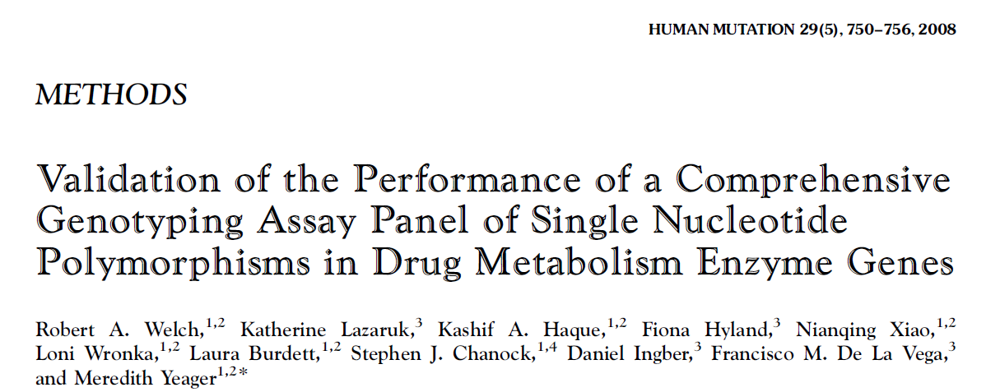 HUMAN MUTATION 29(5), 750–756, 2008
METHODS
Validation of the Performance of a Comprehensive
Genotyping Assay Panel of Single Nucleotide
Polymorphisms in Drug Metabolism Enzyme Genes
Robert A. Welch,1,2 Katherine Lazaruk,3 Kashif A. Haque,1,2 Fiona Hyland,3 Nianqing Xiao,1,2
Loni Wronka,1,2 Laura Burdett,1,2 Stephen J. Chanock,1,4 Daniel Ingber,3 Francisco M. De La Vega,3
and Meredith Yeager1,2*